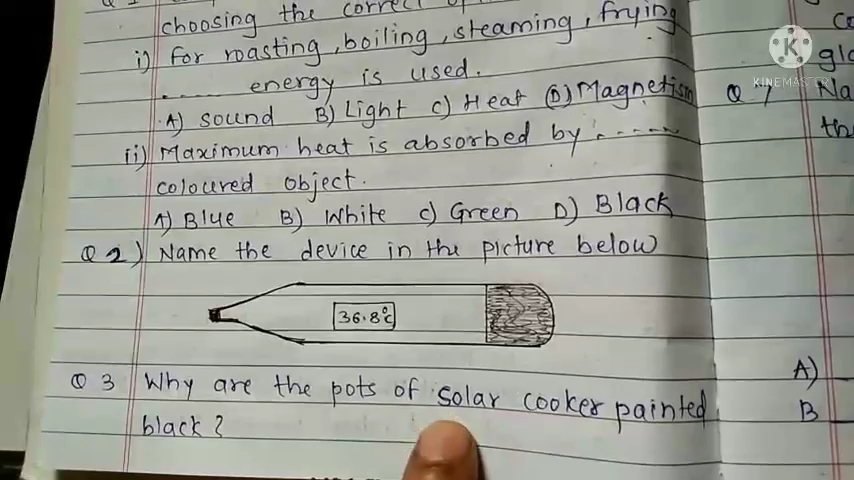 choosing the correct
i) for roasting, boiling, steaming, frying
...... energy is used.
A) sound B) Light C) Heat D) Magnetism
ii) Maximum heat is absorbed by ......
coloured object.
A) Blue B) White C) Green D) Black
Q 2) Name the device in the picture below
36.8°c
Q 3 Why are the pots of solar cooker painted
black?
K
KINEMASTER
Q 7 Na
th
A)
B